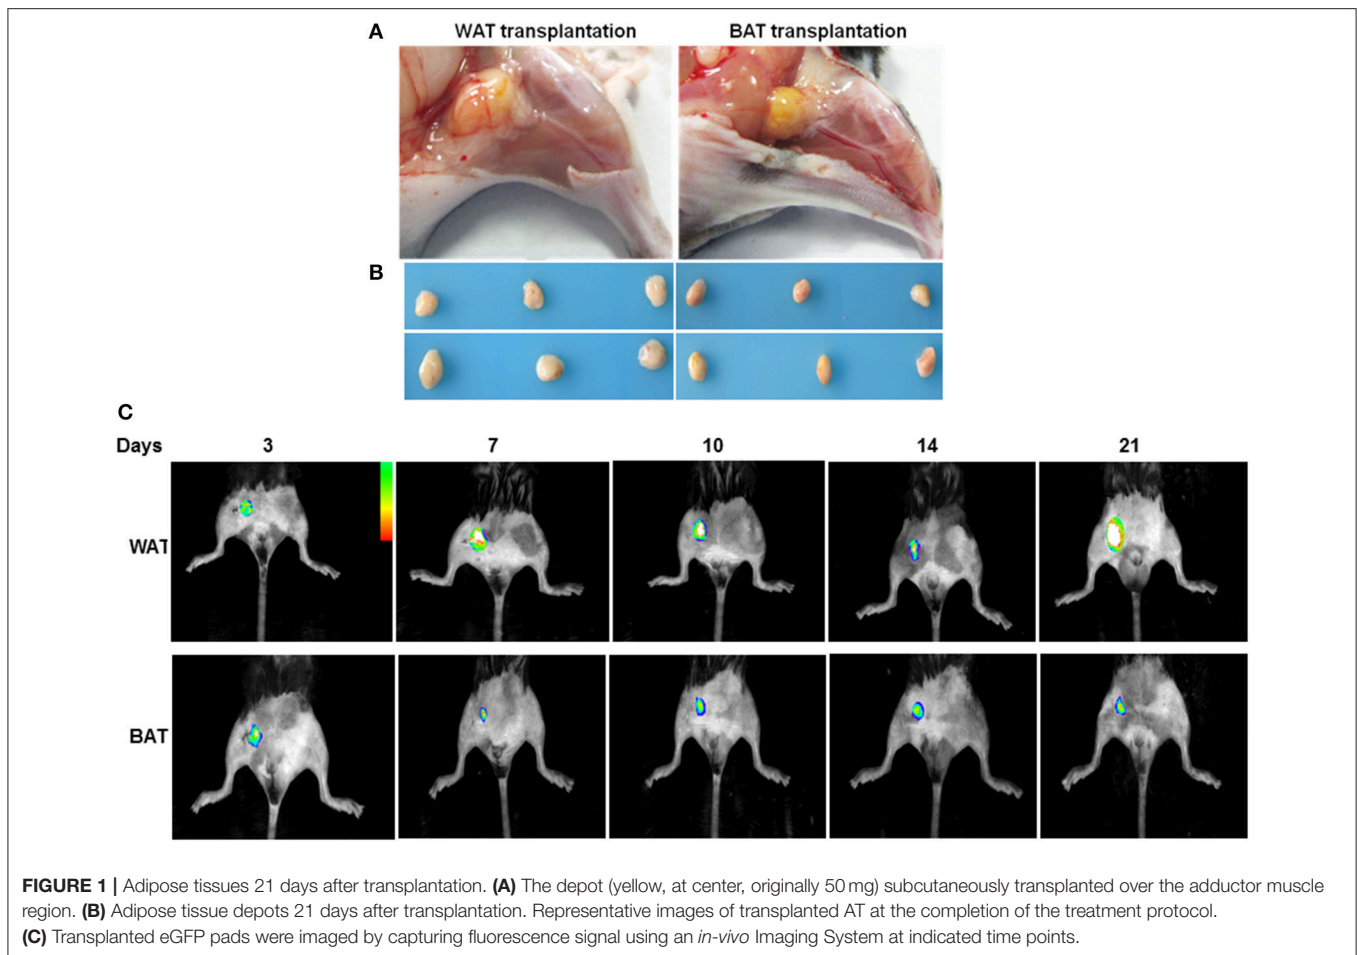 A
WAT transplantation
BAT transplantation
B
C
Days 3 7 10 14 21
WAT
BAT
FIGURE 1 | Adipose tissues 21 days after transplantation. (A) The depot (yellow, at center, originally 50 mg) subcutaneously transplanted over the adductor muscle
region. (B) Adipose tissue depots 21 days after transplantation. Representative images of transplanted AT at the completion of the treatment protocol.
(C) Transplanted eGFP pads were imaged by capturing fluorescence signal using an in-vivo Imaging System at indicated time points.